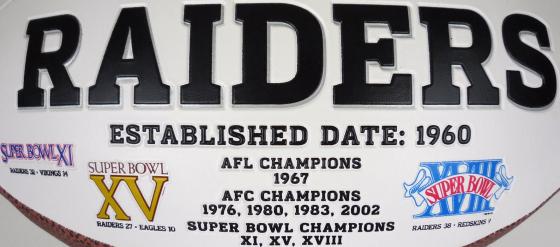 RAIDERS
ESTABLISHED DATE: 1960
SUPER BOWL XI
RAIDERS 32 - VIKINGS 14
SUPER BOWL
XV
RAIDERS 27 - EAGLES 10
AFL CHAMPIONS
1967
AFC CHAMPIONS
1976, 1980, 1983, 2002
SUPER BOWL CHAMPIONS
XI, XV, XVIII
XVIII
SUPER BOWL
RAIDERS 38 - REDSKINS 9